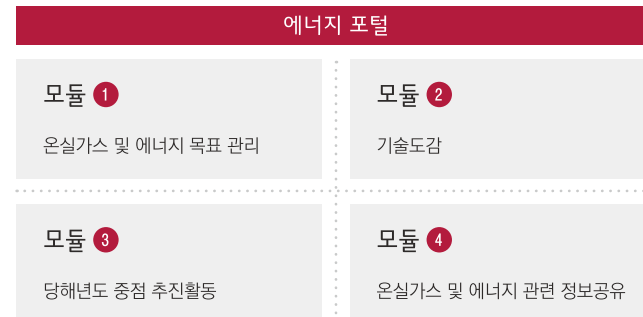 에너지 포털
모듈 1
모듈 2
온실가스 및 에너지 목표 관리
기술도감
모듈 3
모듈 4
당해년도 중점 추진활동
온실가스 및 에너지 관련 정보공유